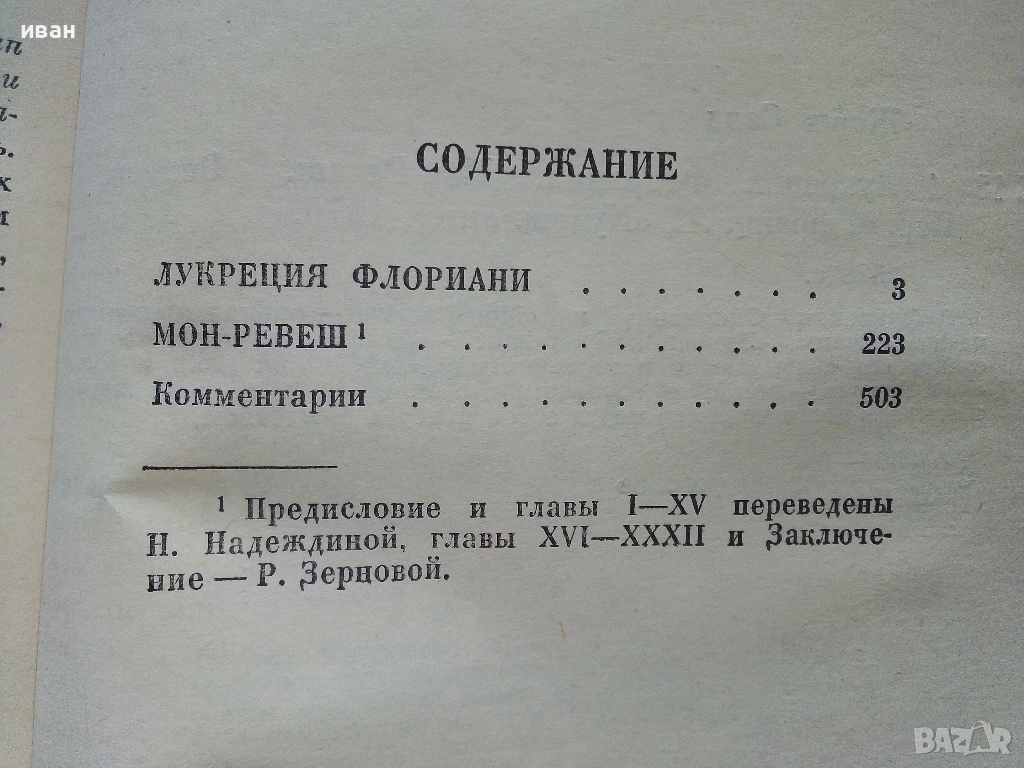 иван
СОДЕРЖАНИЕ
ЛУКРЕЦИЯ ФЛОРИАНИ . . . . . . . 3
МОН-РЕВЕШ ¹ . . . . . . . . . . . 223
Комментарии . . . . . . . . . . . 503
¹ Предисловие и главы I—XV переведены
Н. Надеждиной, главы XVI—XXXII и Заключе-
ние — Р. Зерновой.
BAZAR